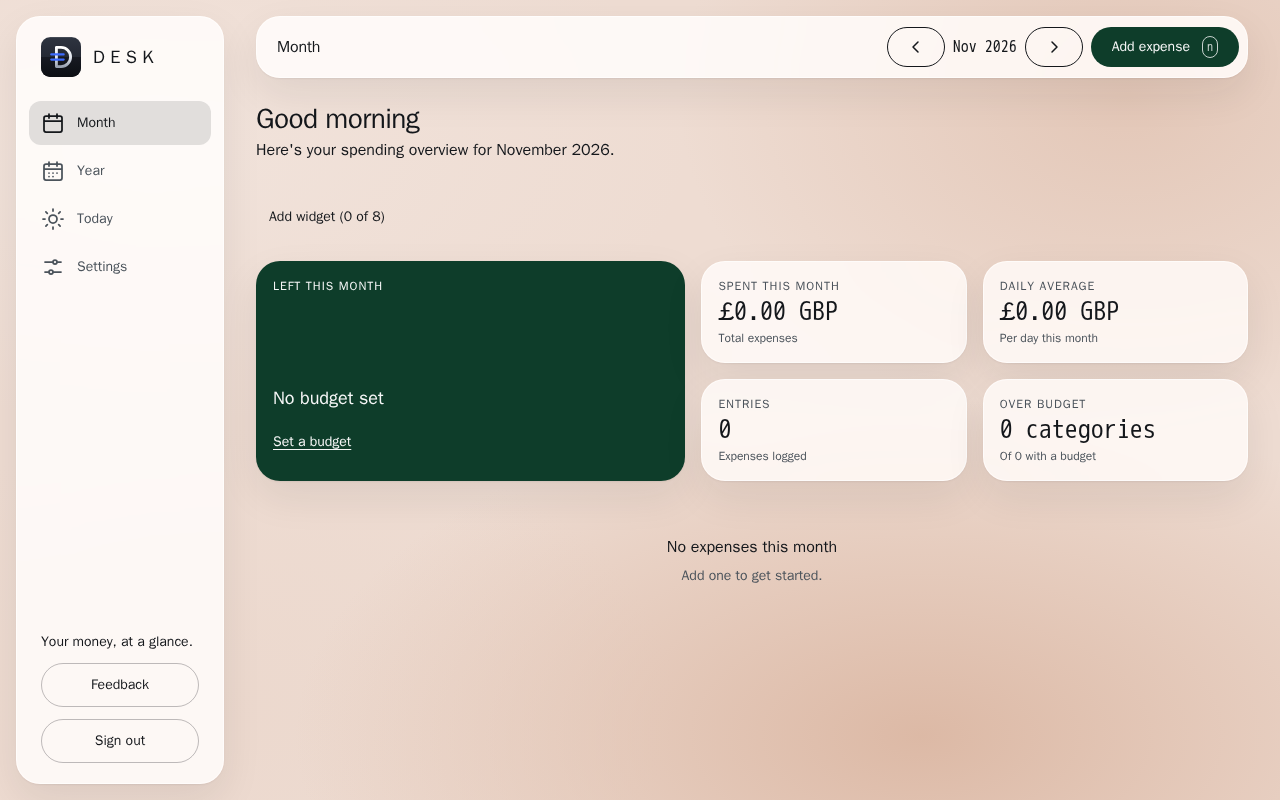 DESK
Month
Year
Today
Settings
Your money, at a glance.
Feedback
Sign out
Month
Nov 2026
Add expense n
Good morning
Here's your spending overview for November 2026.
Add widget (0 of 8)
LEFT THIS MONTH
No budget set
Set a budget
SPENT THIS MONTH
£0.00 GBP
Total expenses
DAILY AVERAGE
£0.00 GBP
Per day this month
ENTRIES
0
Expenses logged
OVER BUDGET
0 categories
Of 0 with a budget
No expenses this month
Add one to get started.